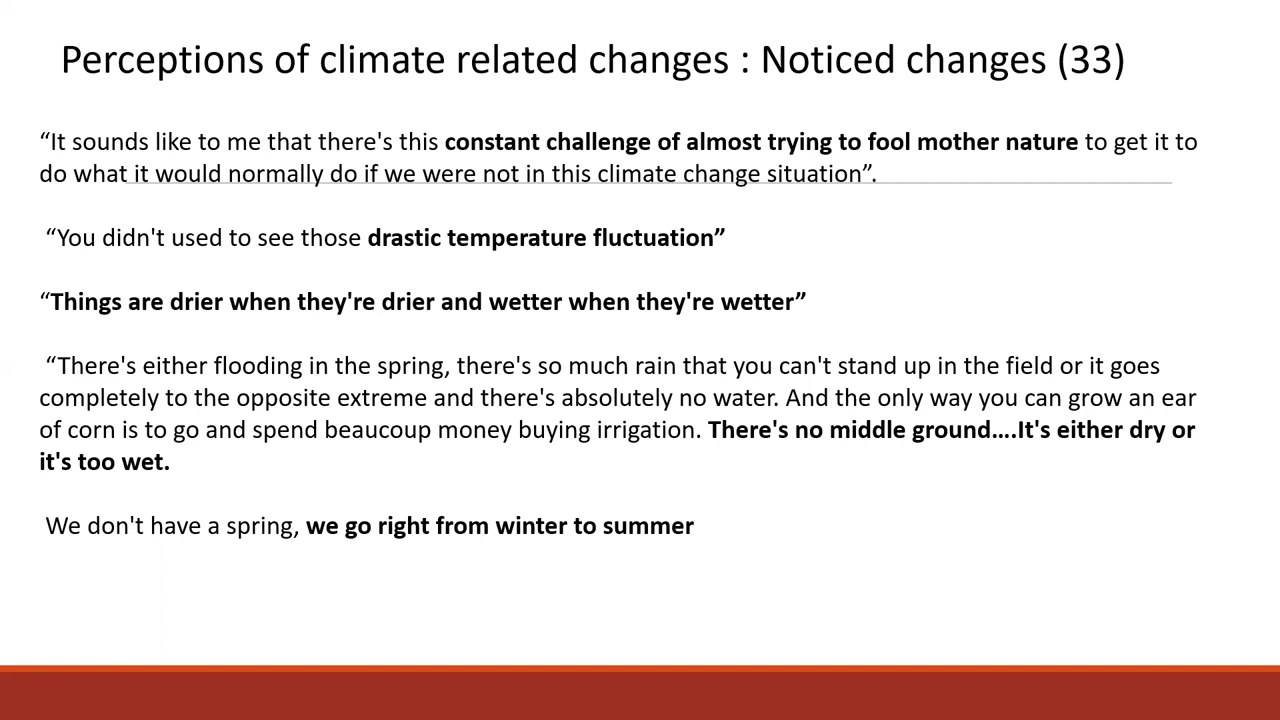 Perceptions of climate related changes : Noticed changes (33)
“It sounds like to me that there's this constant challenge of almost trying to fool mother nature to get it to
do what it would normally do if we were not in this climate change situation”.
“You didn't used to see those drastic temperature fluctuation”
“Things are drier when they're drier and wetter when they're wetter”
“There's either flooding in the spring, there's so much rain that you can't stand up in the field or it goes
completely to the opposite extreme and there's absolutely no water. And the only way you can grow an ear
of corn is to go and spend beaucoup money buying irrigation. There's no middle ground….It's either dry or
it's too wet.
We don't have a spring, we go right from winter to summer